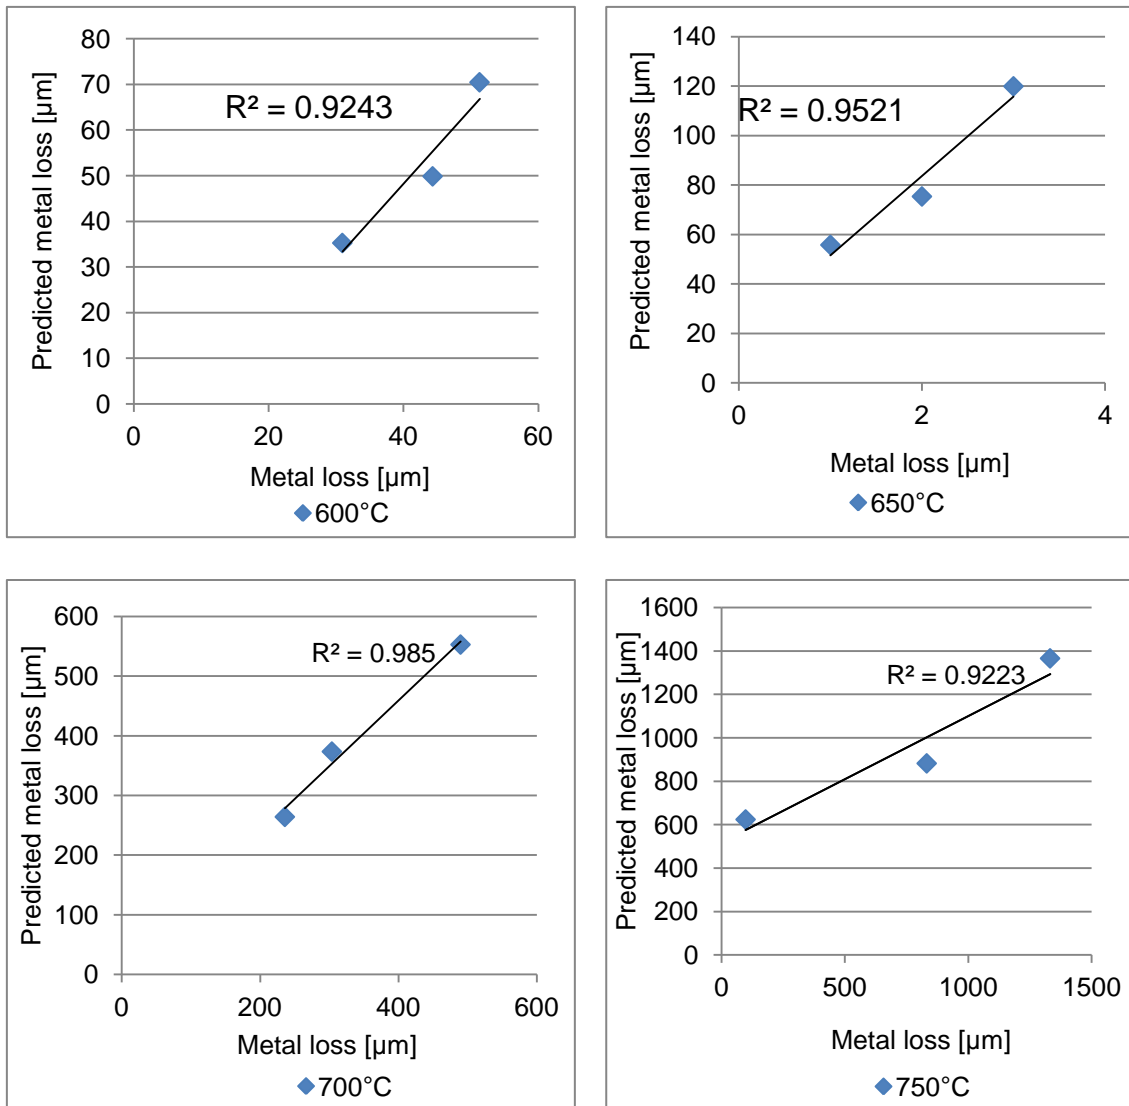 Predicted metal loss [µm]
80
70
60
50
40
30
20
10
0
R² = 0.9243
0 20 40 60
Metal loss [µm]
600°C
Predicted metal loss [µm]
140
120
100
80
60
40
20
0
R² = 0.9521
0 2 4
Metal loss [µm]
650°C
Predicted metal loss [µm]
600
500
400
300
200
100
0
R² = 0.985
0 200 400 600
Metal loss [µm]
700°C
Predicted metal loss [µm]
1600
1400
1200
1000
800
600
400
200
0
R² = 0.9223
0 500 1000 1500
Metal loss [µm]
750°C